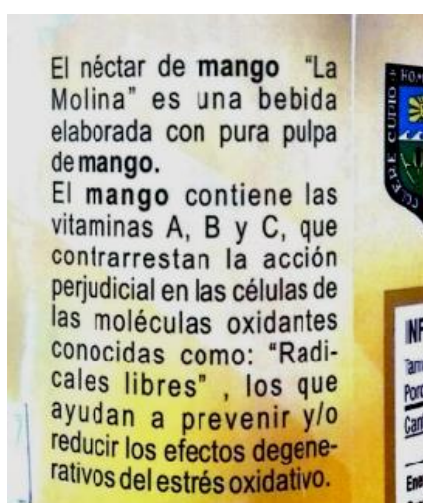 El néctar de mango "La
Molina" es una bebida
elaborada con pura pulpa
de mango.
El mango contiene las
vitaminas A, B y C, que
contrarrestan la acción
perjudicial en las células de
las moléculas oxidantes
conocidas como: "Radi-
cales libres" , los que
ayudan a prevenir y/o
reducir los efectos degene-
rativos del estrés oxidativo.